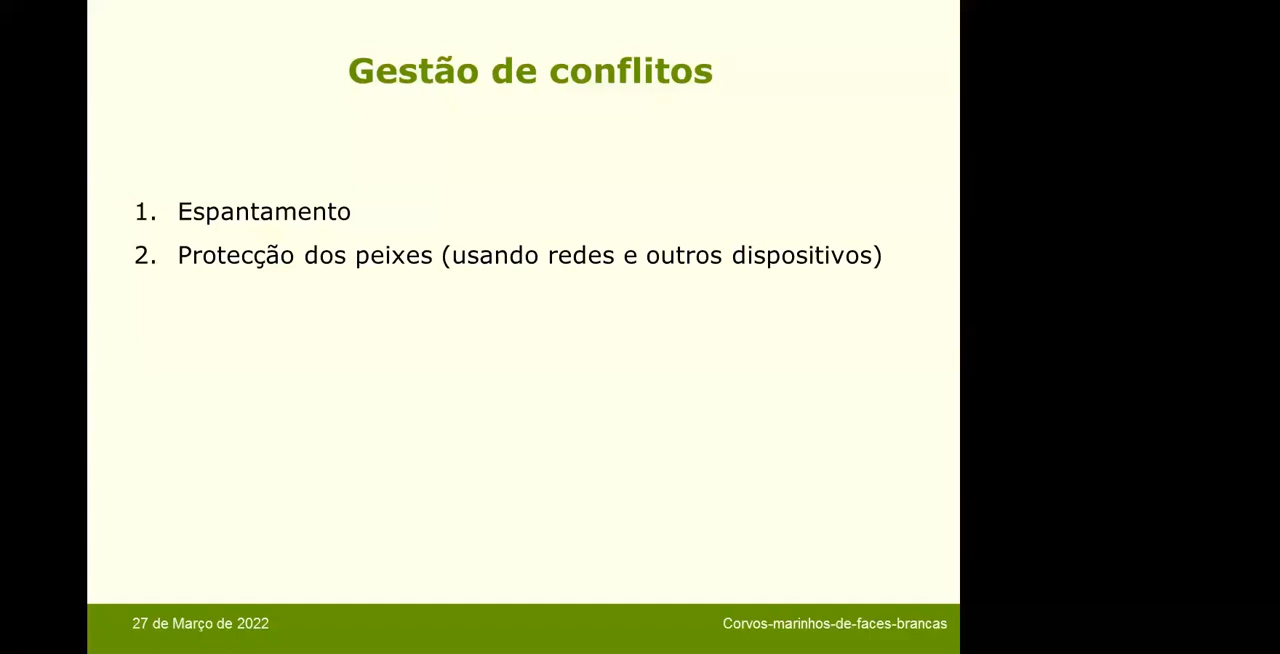 Gestão de conflitos
1. Espantamento
2. Protecção dos peixes (usando redes e outros dispositivos)
27 de Março de 2022
Corvos-marinhos-de-faces-brancas